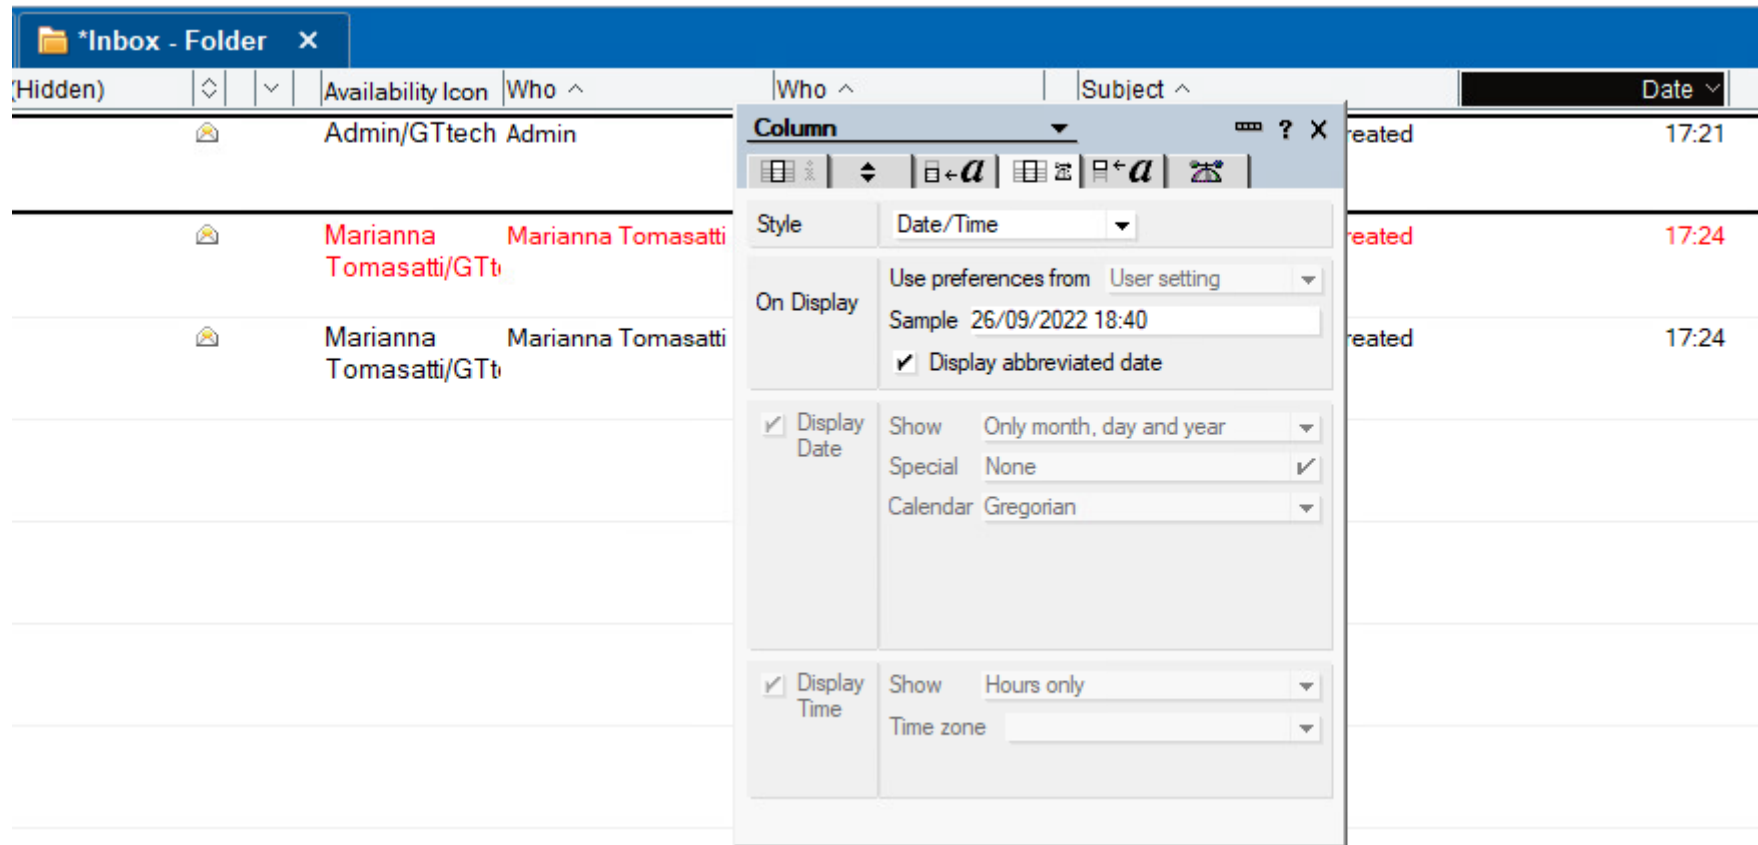 *Inbox - Folder
(Hidden) Availability Icon Who Who Subject Date
Admin/GTtech Admin reated 17:21
Marianna Marianna Tomasatti reated 17:24
Tomasatti/GTt
Marianna Marianna Tomasatti reated 17:24
Tomasatti/GTt
Column ?
a a
Style Date/Time
On Display
Use preferences from User setting
Sample 26/09/2022 18:40
Display abbreviated date
Display
Date
Show Only month, day and year
Special None
Calendar Gregorian
Display
Time
Show Hours only
Time zone